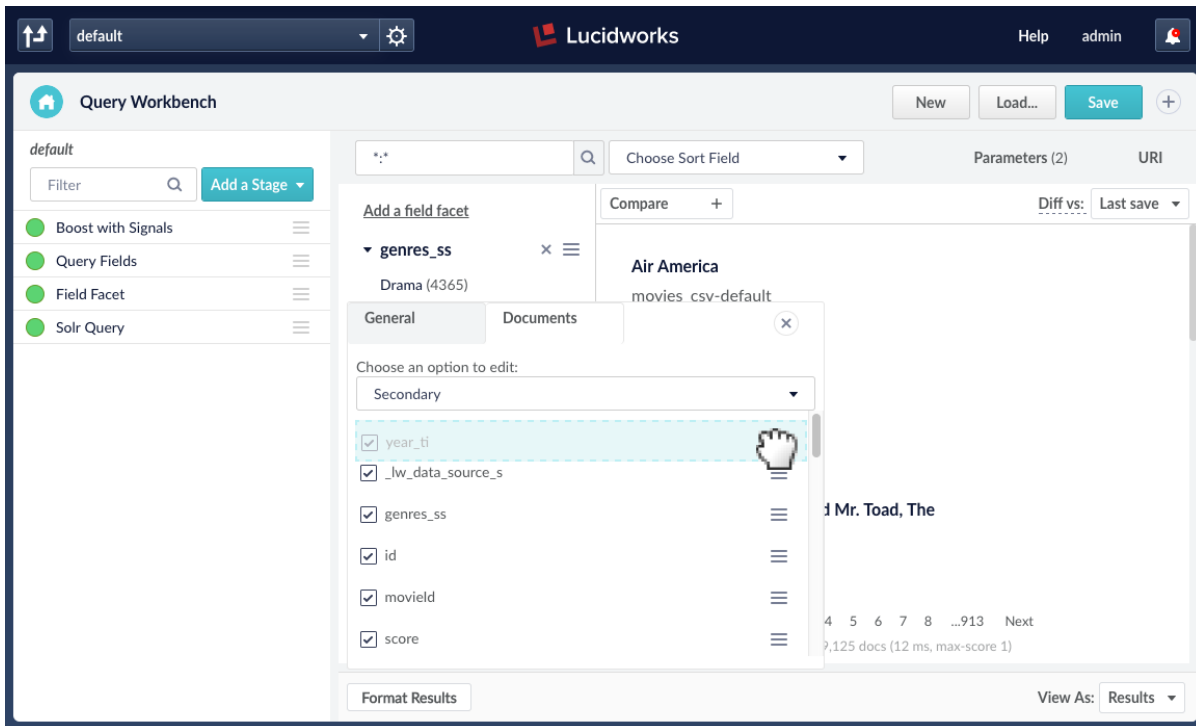 default
Lucidworks
Help
admin
Query Workbench
New
Load...
Save
default
Filter
Add a Stage
Boost with Signals
Query Fields
Field Facet
Solr Query
*:*
Choose Sort Field
Parameters (2)
URI
Add a field facet
Compare +
Diff vs:
Last save
genres_ss
Drama (4365)
Air America
movies_csv-default
General
Documents
Choose an option to edit:
Secondary
year_ti
_lw_data_source_s
genres_ss
id
movieId
score
d Mr. Toad, The
4 5 6 7 8 ...913 Next
9,125 docs (12 ms, max-score 1)
Format Results
View As:
Results